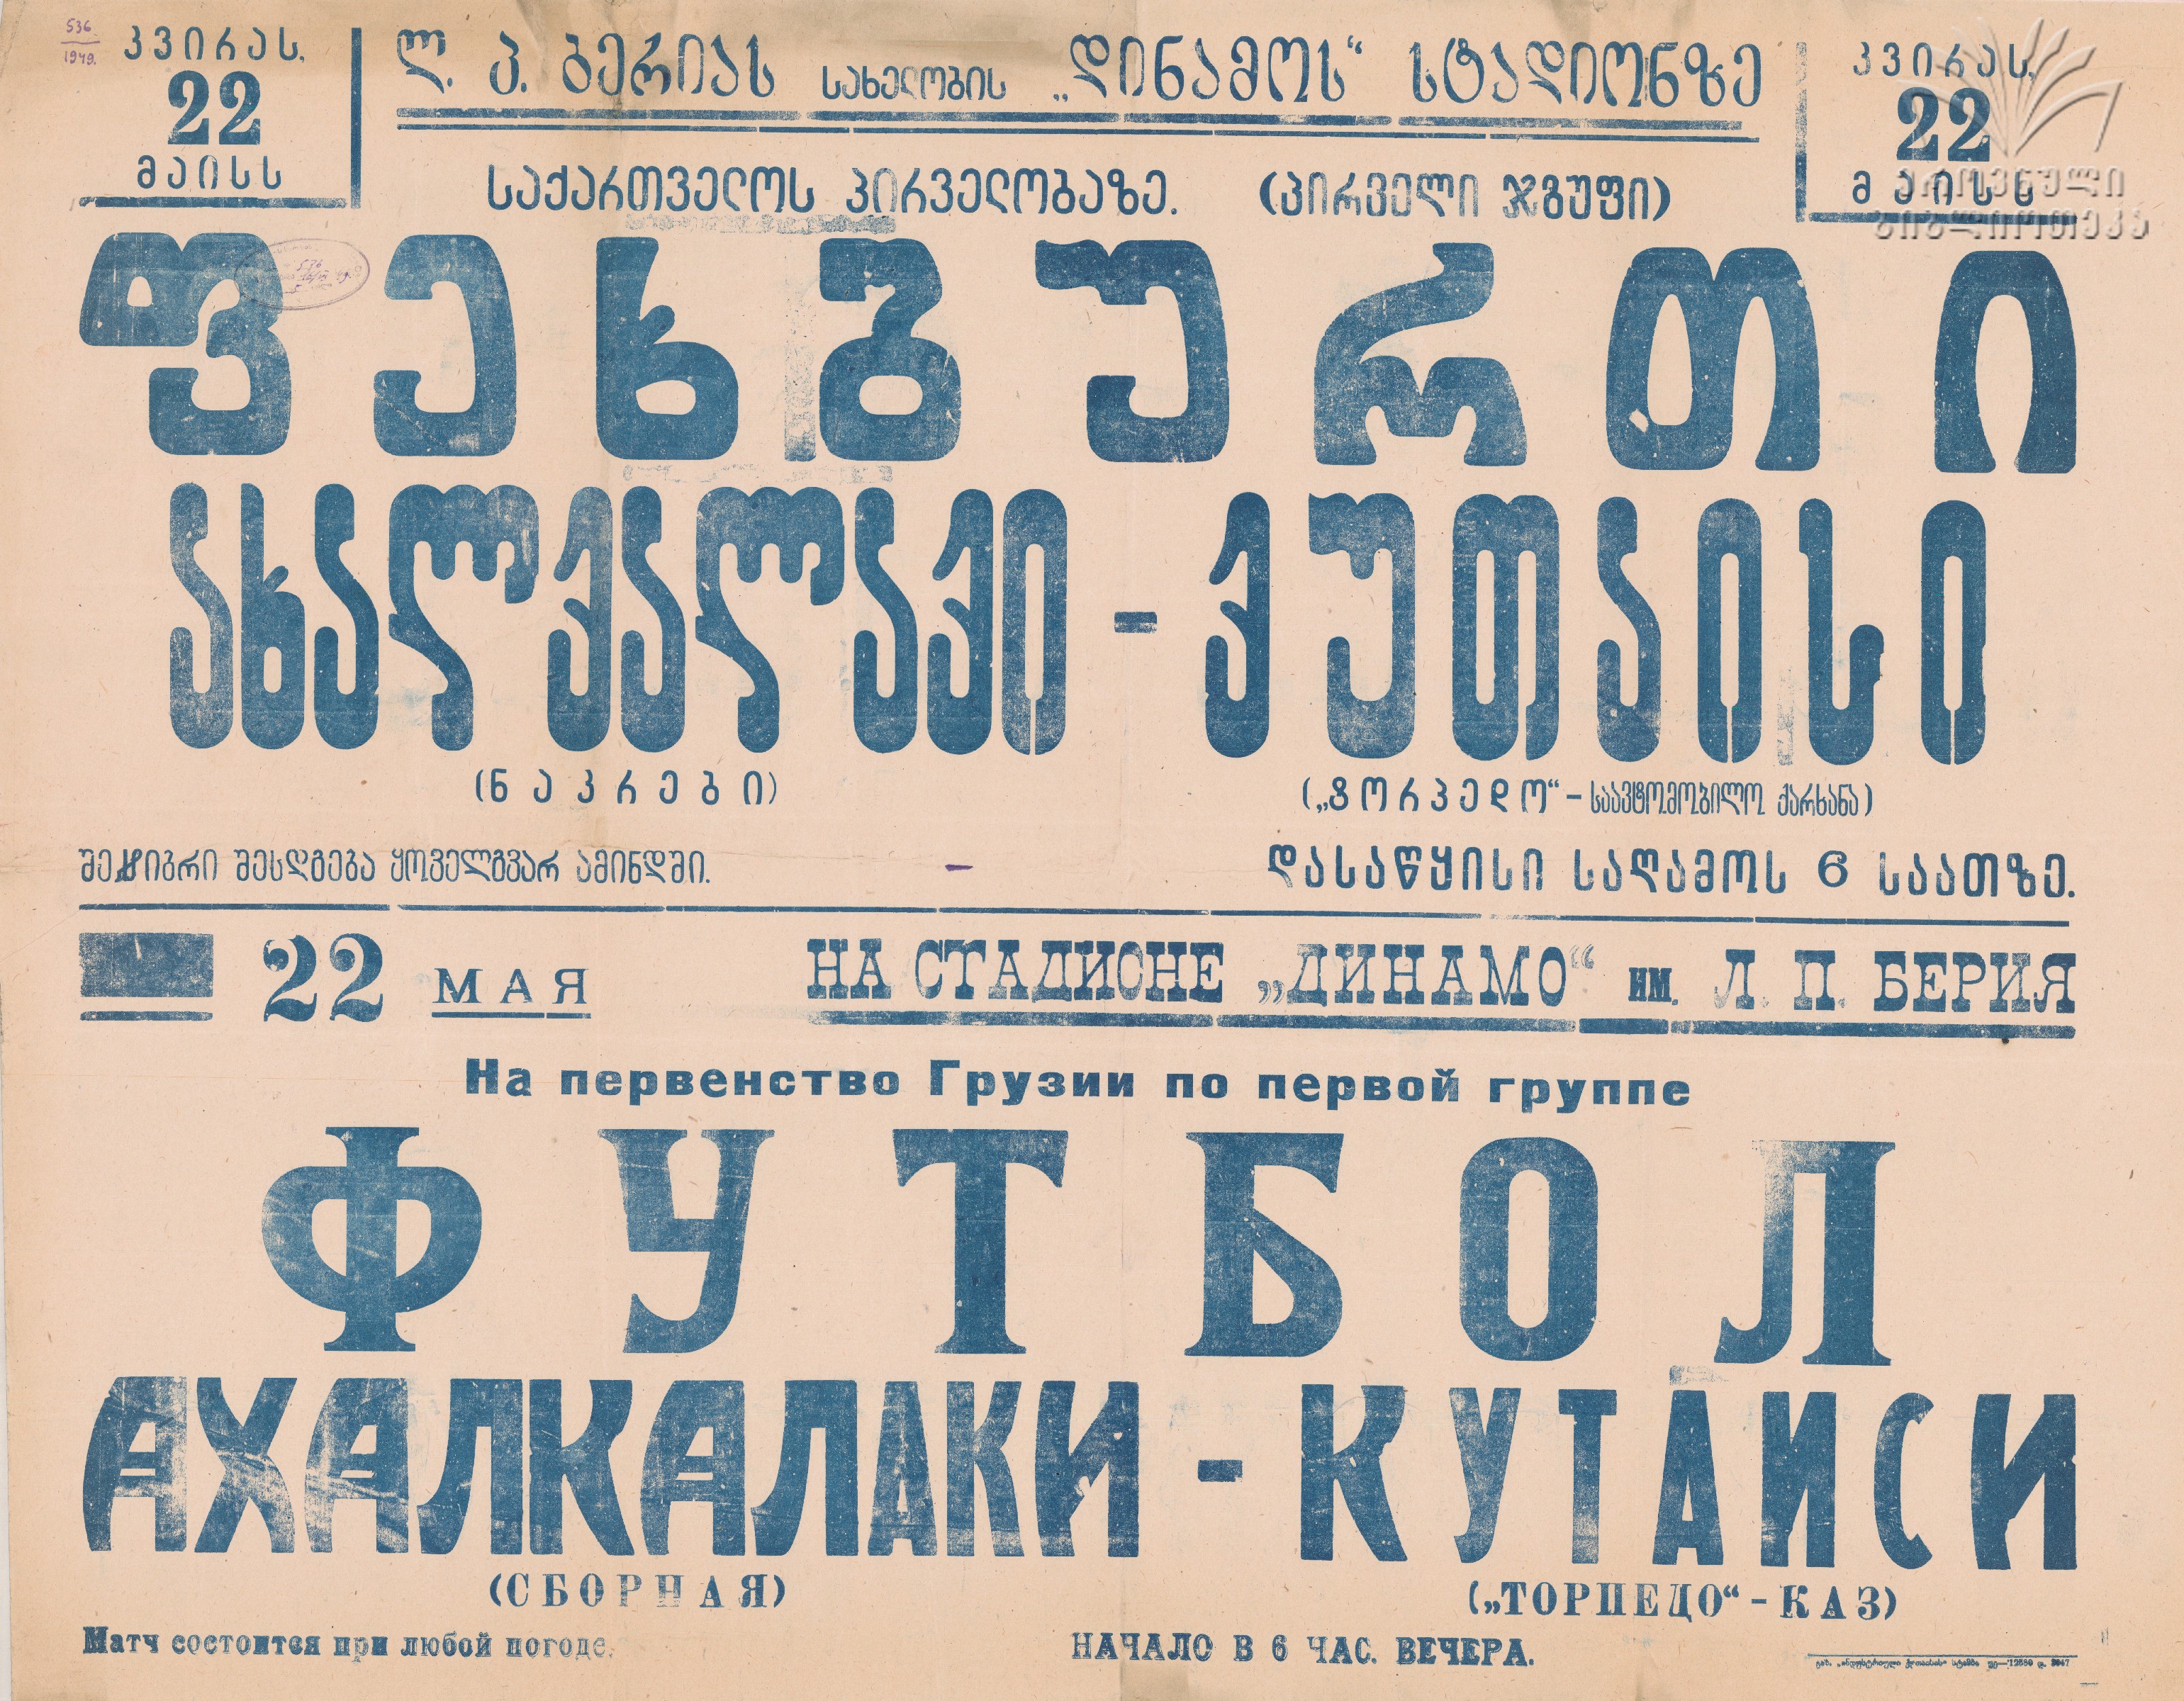 536
1949.
კვირას,
22
მაისს
ლ. პ. ბერიას სახელობის „დინამოს“ სტადიონზე
კვირას,
22
მაისს
ეროვნული
ბიბლიოთეკა
საქართველოს პირველობაზე. (პირველი ჯგუფი)
ფეხბურთი
ახალქალაქი - ქუთაისი
(ნაკრები)
(„ტორპედო“ – საავტომობილო ქარხანა)
შეჯიბრი შესდგება ყოველგვარ ამინდში.
დასაწყისი საღამოს 6 საათზე.
22 МАЯ
НА СТАДИОНЕ „ДИНАМО“ им. Л. П. БЕРИЯ
На первенство Грузии по первой группе
ФУТБОЛ
АХАЛКАЛАКИ - КУТАИСИ
(СБОРНАЯ)
(„ТОРПЕДО“ - КАЗ)
Матч состоится при любой погоде.
НАЧАЛО В 6 ЧАС. ВЕЧЕРА.